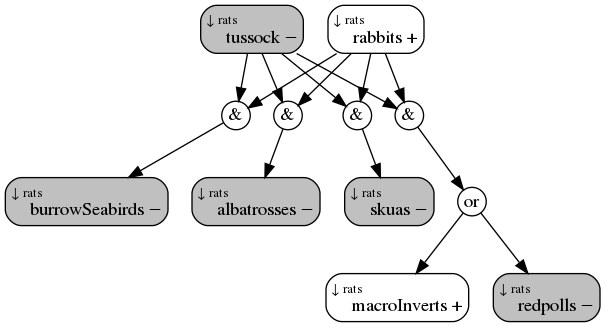 ↓ rats
tussock −
↓ rats
rabbits +
&
&
&
&
↓ rats
burrowSeabirds −
↓ rats
albatrosses −
↓ rats
skuas −
or
↓ rats
macroInverts +
↓ rats
redpolls −